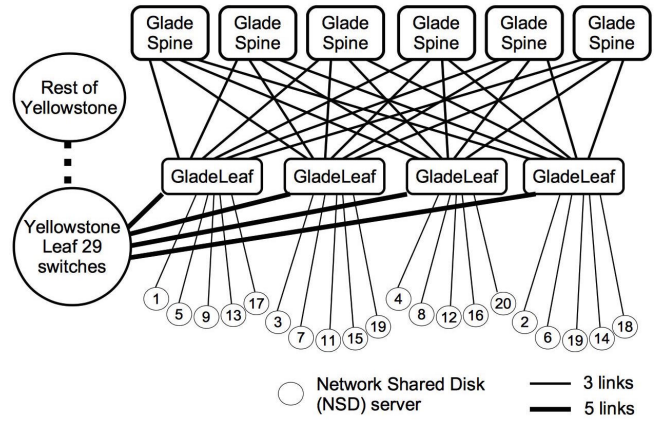 Glade Spine
Glade Spine
Glade Spine
Glade Spine
Glade Spine
Glade Spine
Rest of
Yellowstone
GladeLeaf
GladeLeaf
GladeLeaf
GladeLeaf
Yellowstone
Leaf 29
switches
1
5
9
13
17
3
7
11
15
19
4
8
12
16
20
2
6
19
14
18
Network Shared Disk
(NSD) server
3 links
5 links